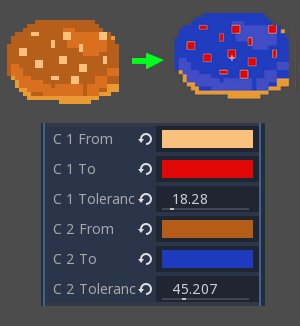 C 1 From
C 1 To
C 1 Toleranc 18.28
C 2 From
C 2 To
C 2 Toleranc 45.207